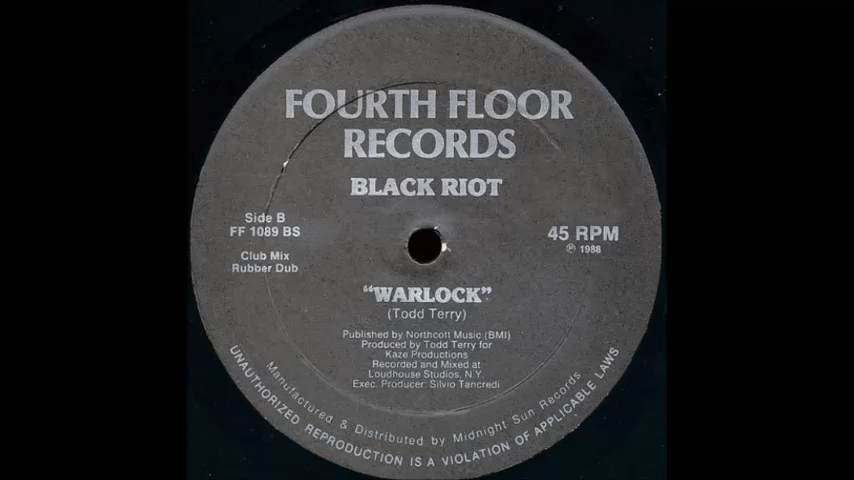 FOURTH FLOOR
RECORDS
BLACK RIOT
Side B
FF 1089 BS
Club Mix
Rubber Dub
45 RPM
℗ 1988
"WARLOCK"
(Todd Terry)
Published by Northcott Music (BMI)
Produced by Todd Terry for
Kaze Productions
Recorded and Mixed at
Loudhouse Studios, N.Y.
Exec. Producer: Silvio Tancredi
Manufactured & Distributed by Midnight Sun Records
UNAUTHORIZED REPRODUCTION IS A VIOLATION OF APPLICABLE LAWS